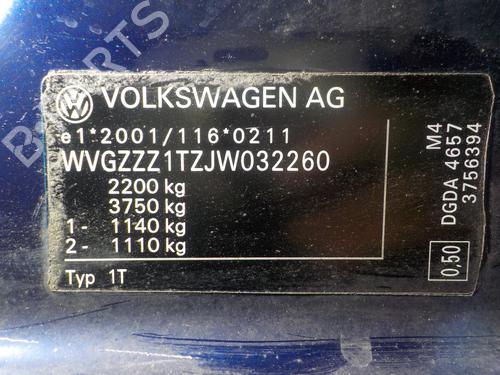 VOLKSWAGEN AG
e1*2001/116*0211
WVGZZZ1TZJW032260
2200 kg
3750 kg
1- 1140 kg
2- 1110 kg
Typ 1T
0.50
DGDA 4657 M4
3756394
B PARTS